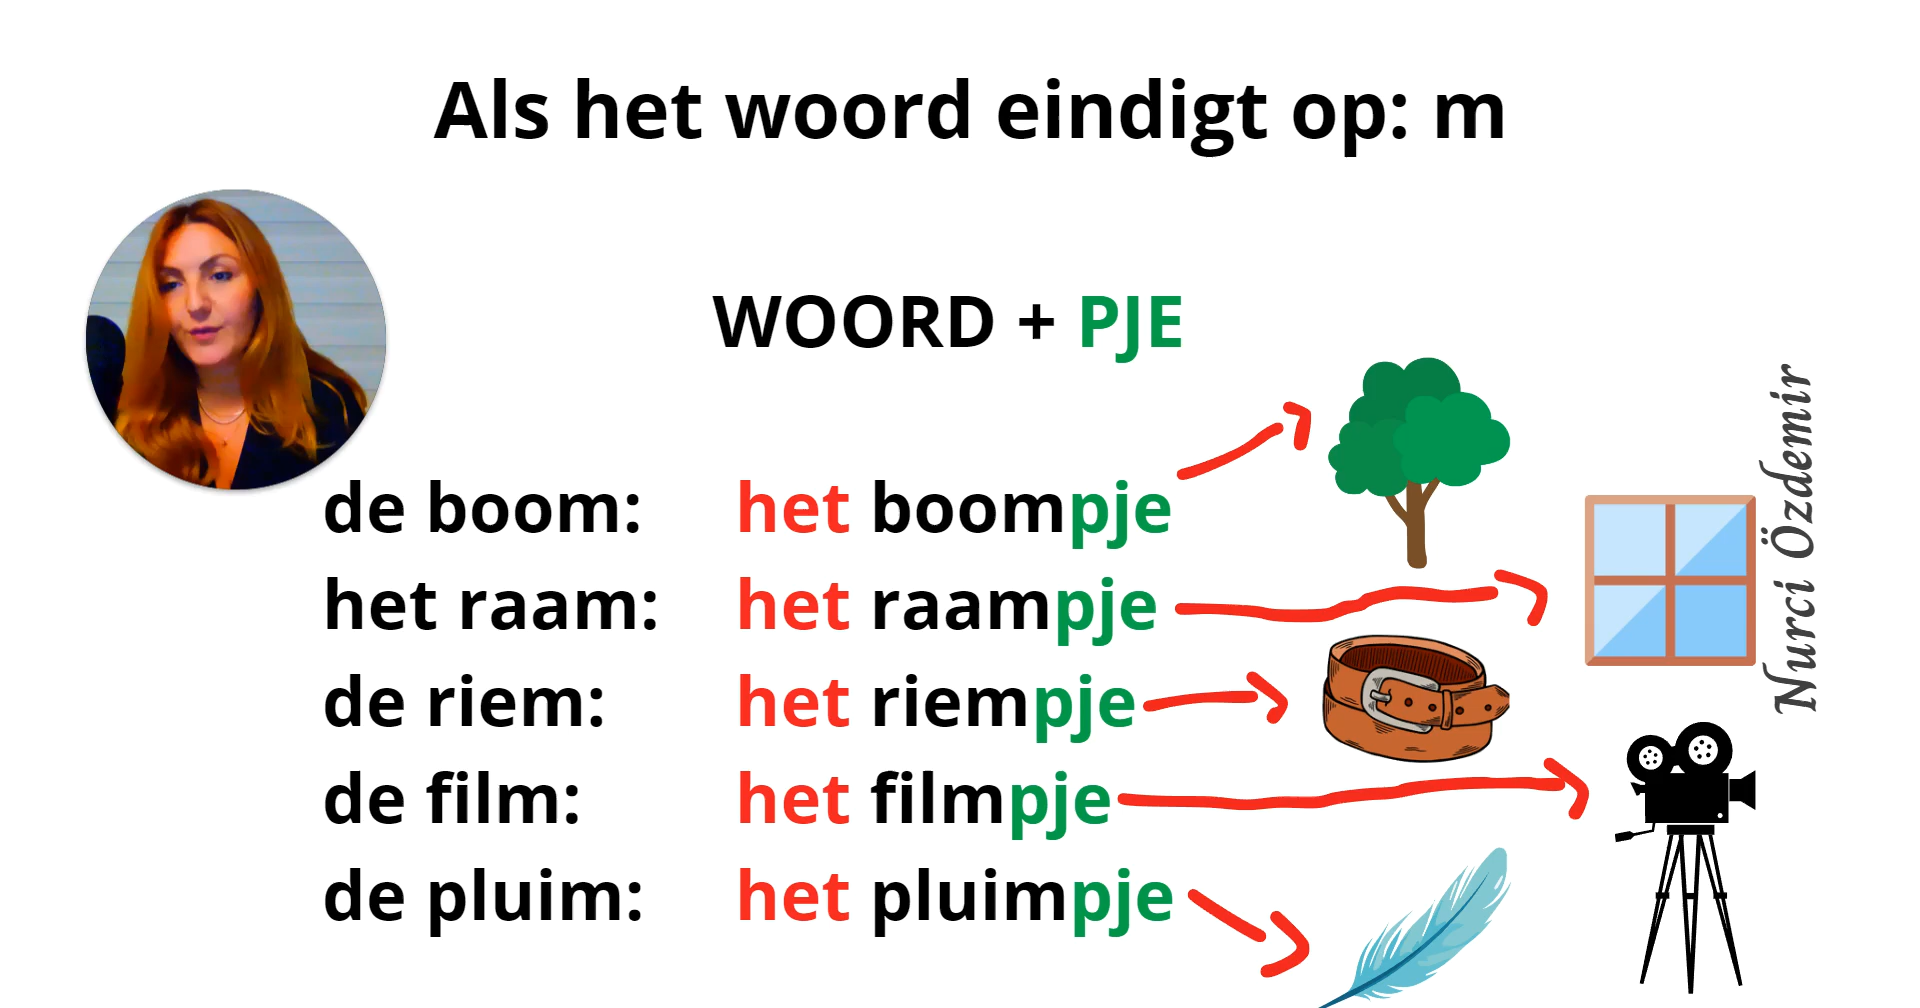 Als het woord eindigt op: m
WOORD + PJE
de boom: het boompje
het raam: het raampje
de riem: het riempje
de film: het filmpje
de pluim: het pluimpje
Nurci Özdemir